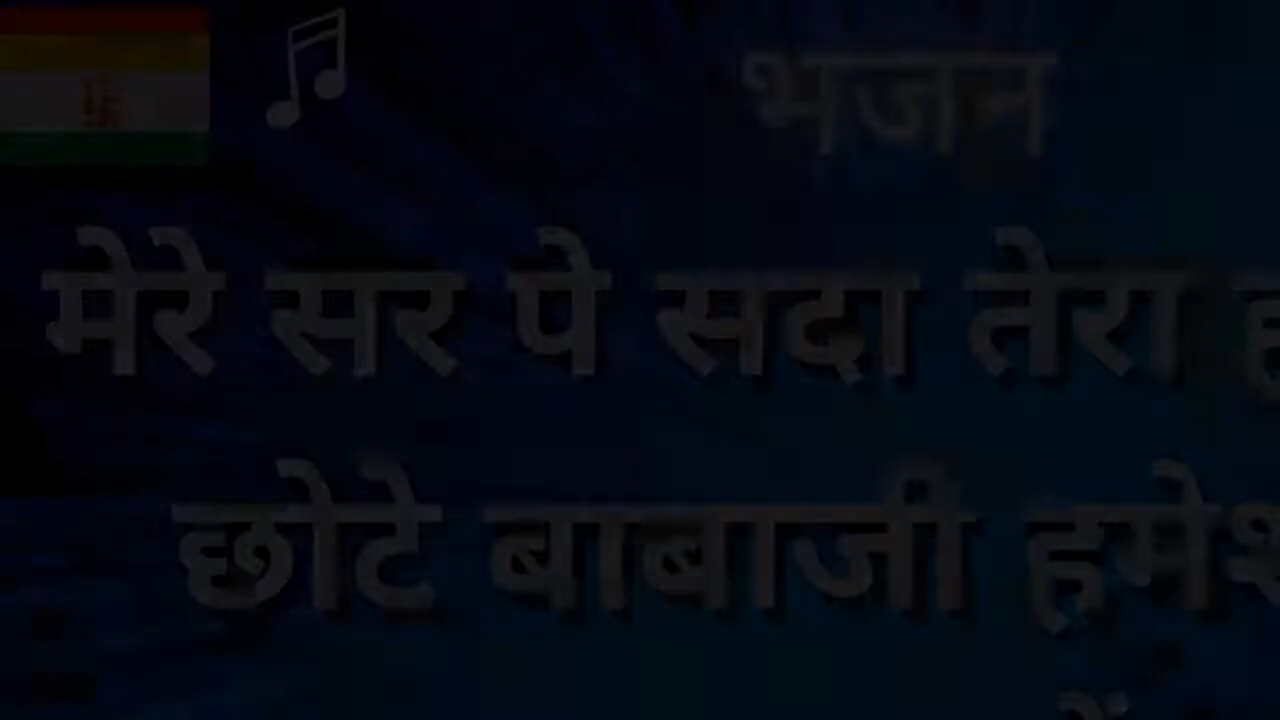 भजन
मेरे सर पे सदा तेरा
छोटे बाबाजी